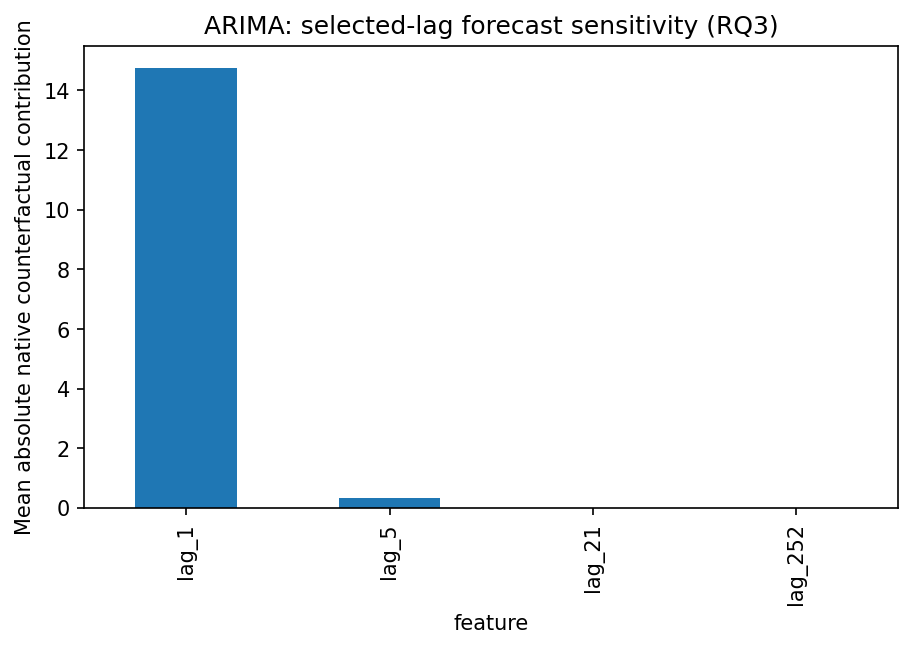 ARIMA: selected-lag forecast sensitivity (RQ3)
Mean absolute native counterfactual contribution
14
12
10
8
6
4
2
0
lag_1
lag_5
lag_21
lag_252
feature